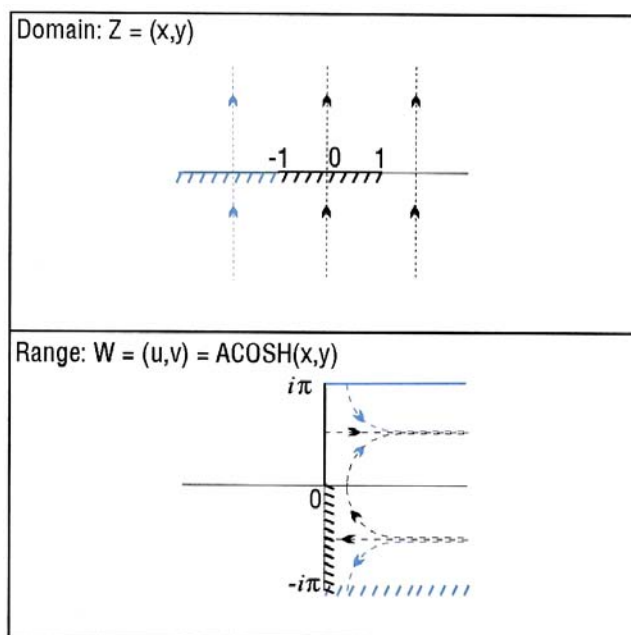 Domain: Z = (x,y)
-1 0 1
Range: W = (u,v) = ACOSH(x,y)
iπ
0
-iπ